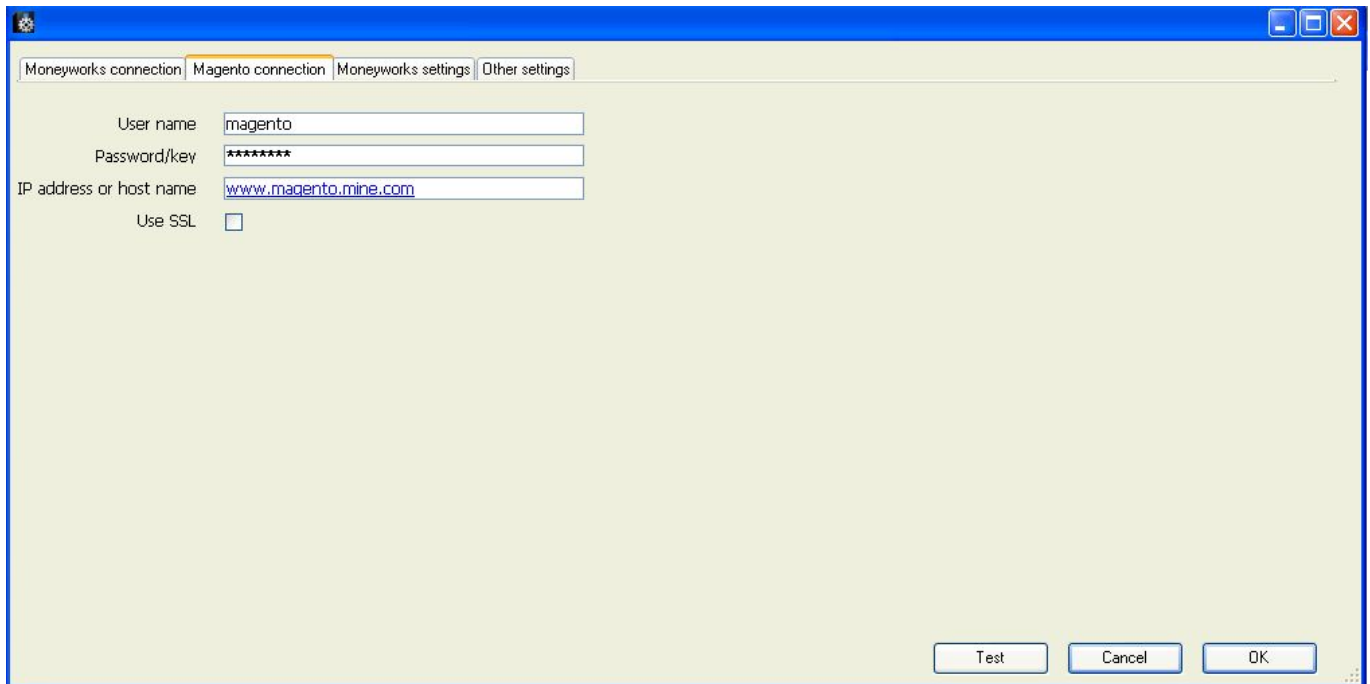 Moneyworks connection Magento connection Moneyworks settings Other settings
User name magento
Password/key ********
IP address or host name www.magento.mine.com
Use SSL
Test Cancel OK